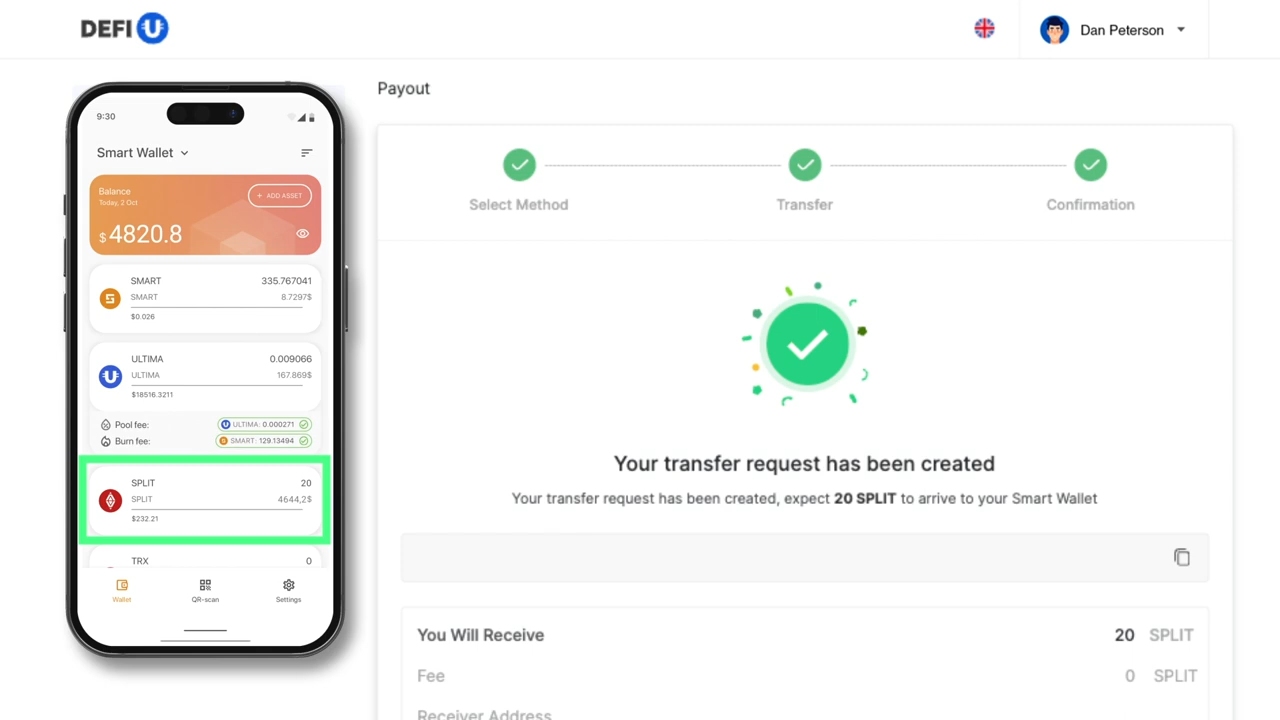 DEFI U
Dan Peterson
9:30
Smart Wallet
Balance
Today, 2 Oct
+ ADD ASSET
$ 4820.8
SMART 335.767041
SMART 8.7297$
$0.026
ULTIMA 0.009066
ULTIMA 167.869$
$18516.3211
Pool fee: ULTIMA: 0.000271
Burn fee: SMART: 129.13494
SPLIT 20
SPLIT 4644,2$
$232.21
TRX 0
Wallet QR-scan Settings
Payout
Select Method Transfer Confirmation
Your transfer request has been created
Your transfer request has been created, expect 20 SPLIT to arrive to your Smart Wallet
You Will Receive 20 SPLIT
Fee 0 SPLIT
Receiver Address